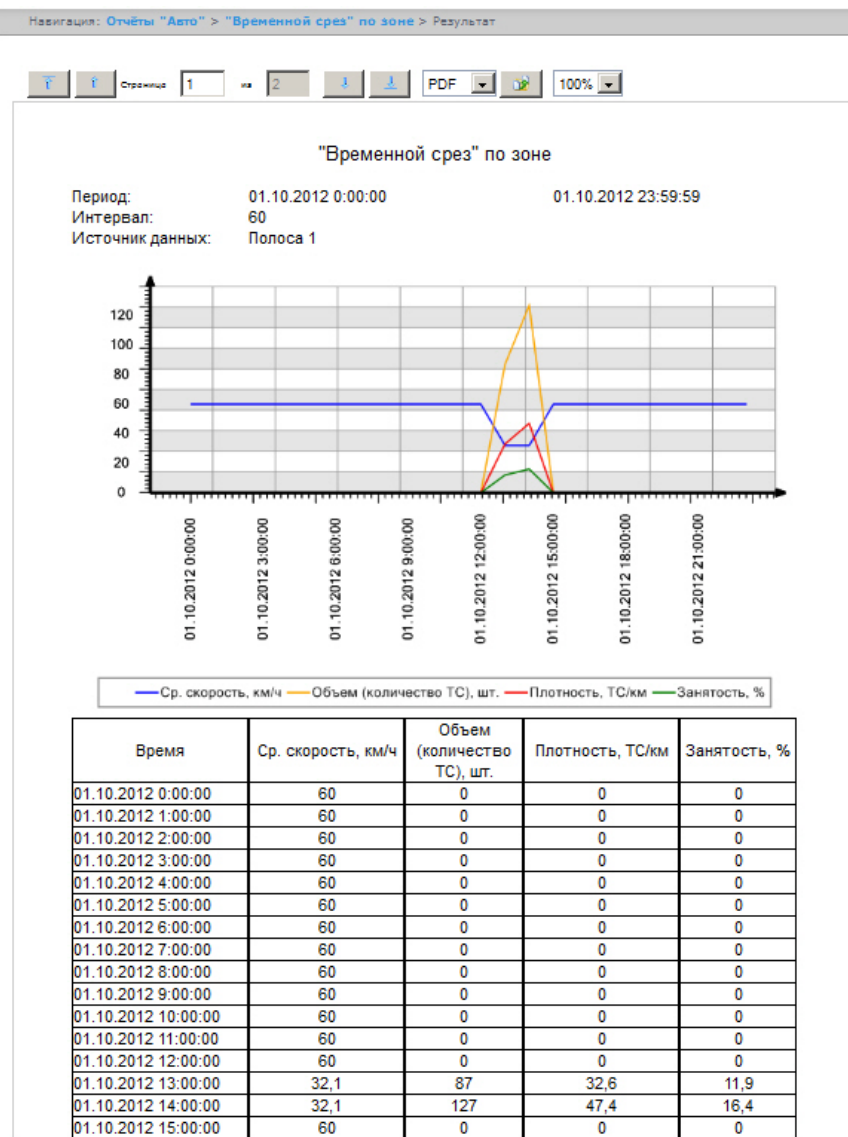 Навигация: Отчёты "Авто" > "Временной срез" по зоне > Результат
Страница 1 из 2 PDF 100%
"Временной срез" по зоне
Период: 01.10.2012 0:00:00 01.10.2012 23:59:59
Интервал: 60
Источник данных: Полоса 1
120
100
80
60
40
20
0
01.10.2012 0:00:00
01.10.2012 3:00:00
01.10.2012 6:00:00
01.10.2012 9:00:00
01.10.2012 12:00:00
01.10.2012 15:00:00
01.10.2012 18:00:00
01.10.2012 21:00:00
Ср. скорость, км/ч Объем (количество ТС), шт. Плотность, ТС/км Занятость, %
Время Ср. скорость, км/ч Объем (количество ТС), шт. Плотность, ТС/км Занятость, %
01.10.2012 0:00:00 60 0 0 0
01.10.2012 1:00:00 60 0 0 0
01.10.2012 2:00:00 60 0 0 0
01.10.2012 3:00:00 60 0 0 0
01.10.2012 4:00:00 60 0 0 0
01.10.2012 5:00:00 60 0 0 0
01.10.2012 6:00:00 60 0 0 0
01.10.2012 7:00:00 60 0 0 0
01.10.2012 8:00:00 60 0 0 0
01.10.2012 9:00:00 60 0 0 0
01.10.2012 10:00:00 60 0 0 0
01.10.2012 11:00:00 60 0 0 0
01.10.2012 12:00:00 60 0 0 0
01.10.2012 13:00:00 32,1 87 32,6 11,9
01.10.2012 14:00:00 32,1 127 47,4 16,4
01.10.2012 15:00:00 60 0 0 0